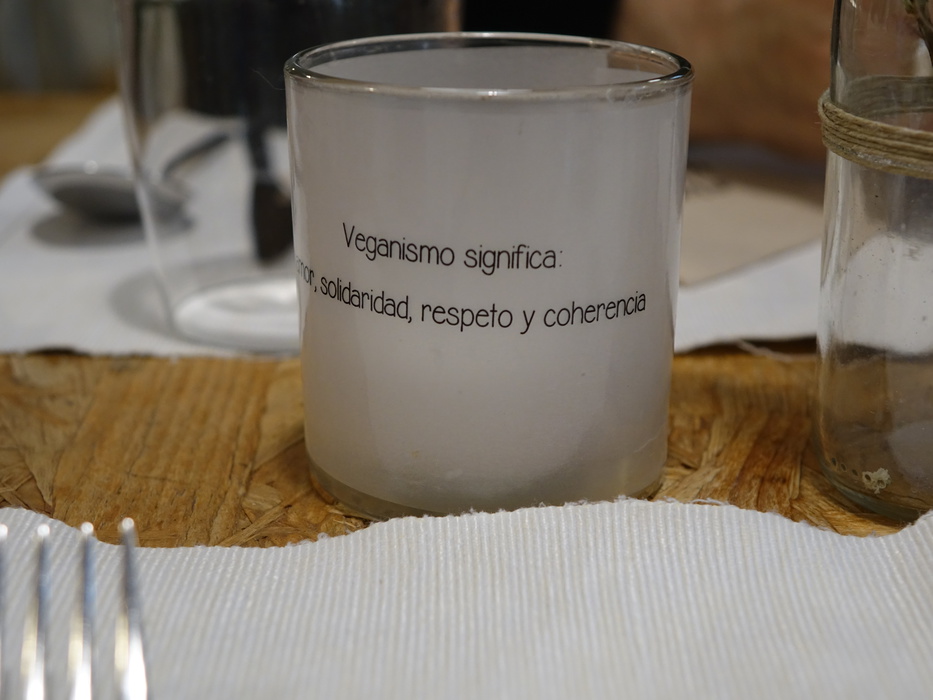 Veganismo significa:
solidaridad, respeto y coherencia